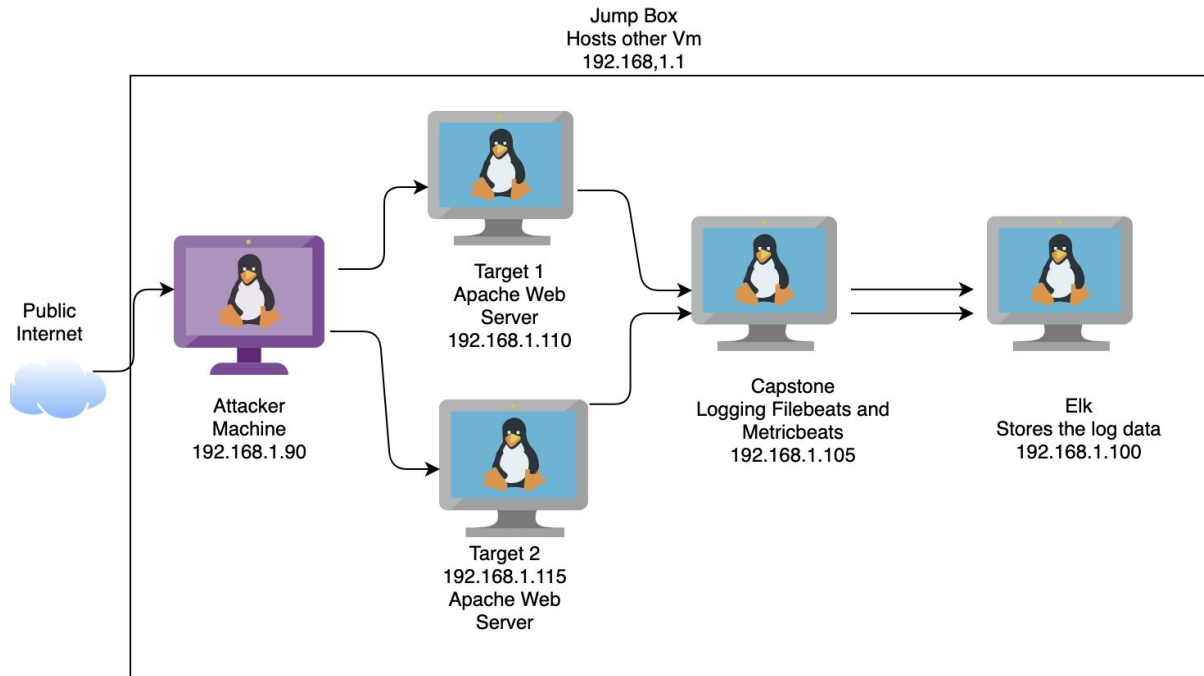 Jump Box
Hosts other Vm
192.168,1.1
Public
Internet
Attacker
Machine
192.168.1.90
Target 1
Apache Web
Server
192.168.1.110
Target 2
192.168.1.115
Apache Web
Server
Capstone
Logging Filebeats and
Metricbeats
192.168.1.105
Elk
Stores the log data
192.168.1.100